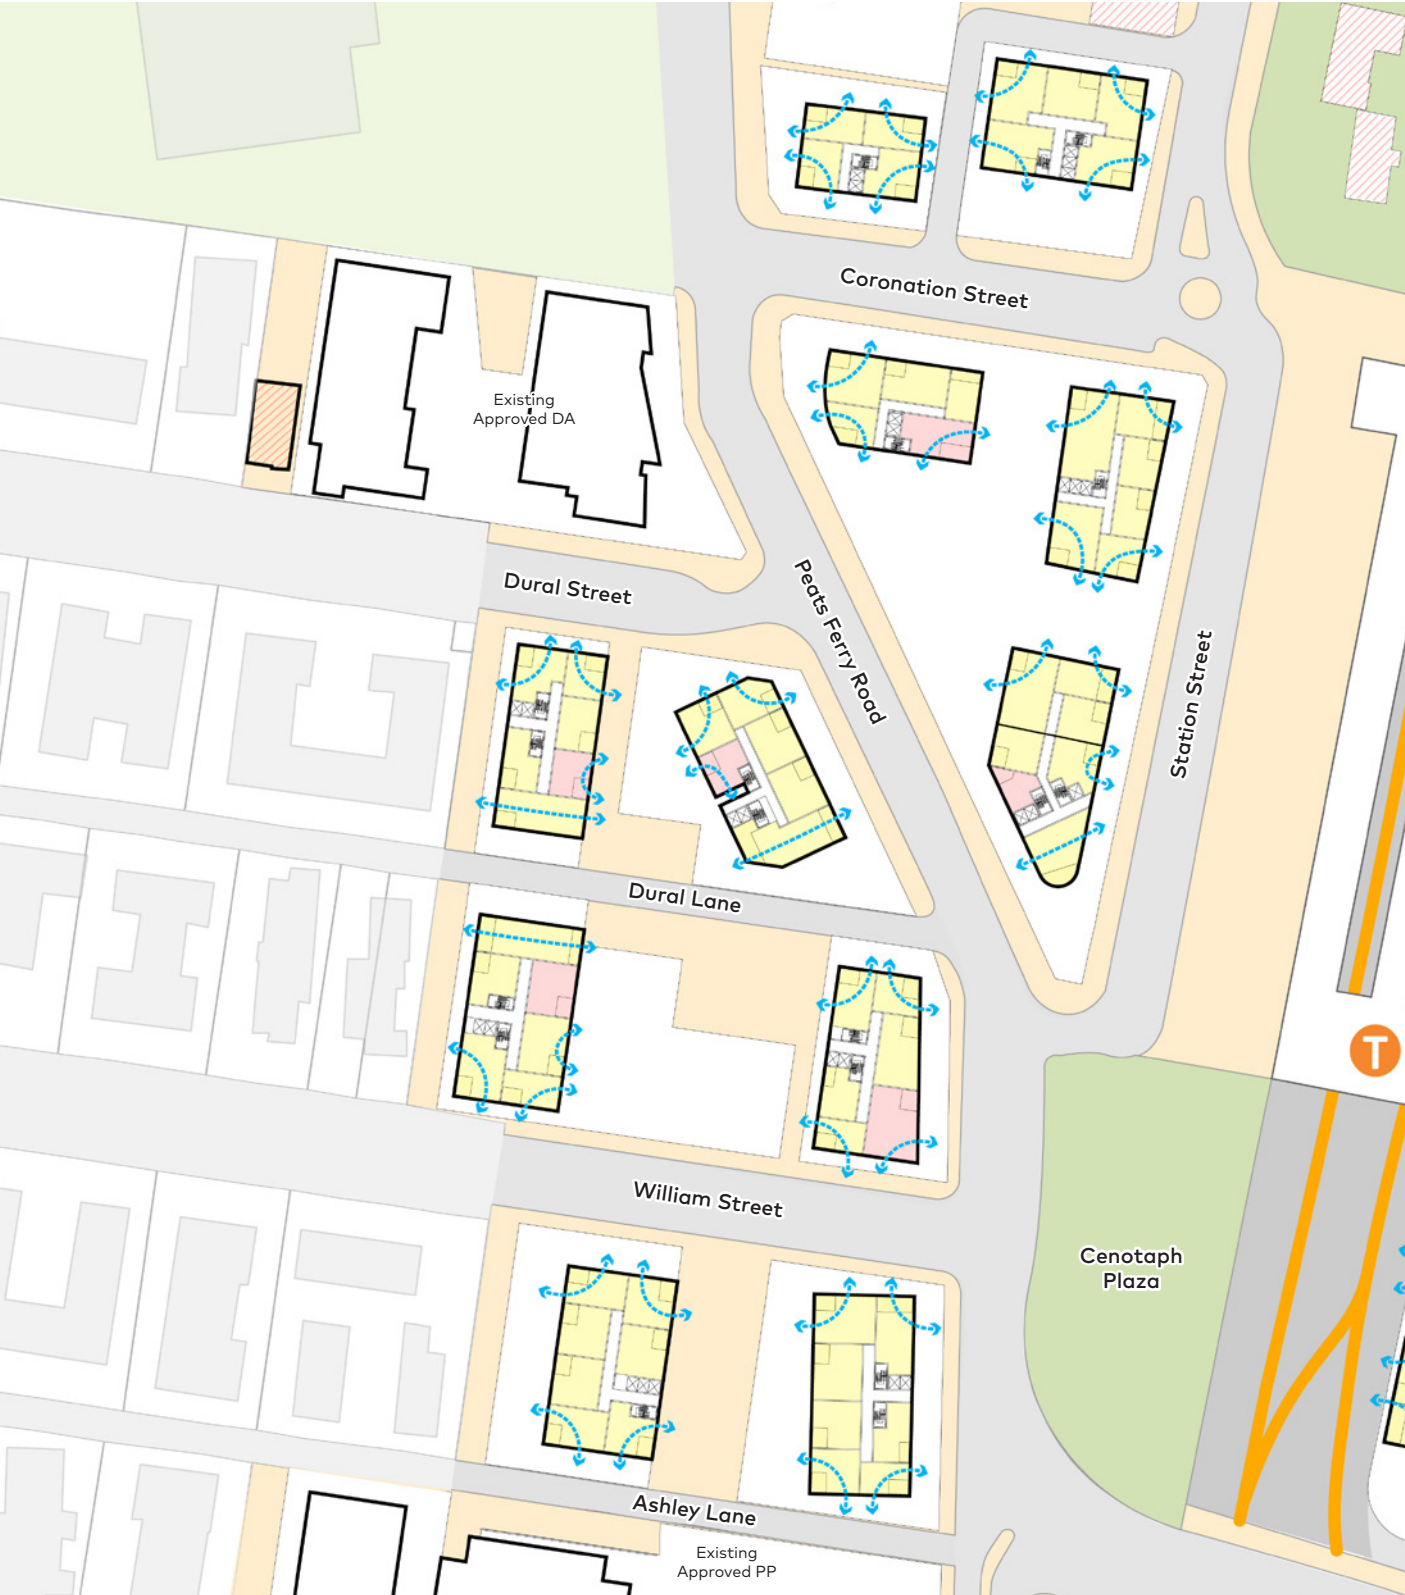 Coronation Street
Existing
Approved DA
Dural Street
Peats Ferry Road
Station Street
Dural Lane
T
William Street
Cenotaph
Plaza
Ashley Lane
Existing
Approved PP